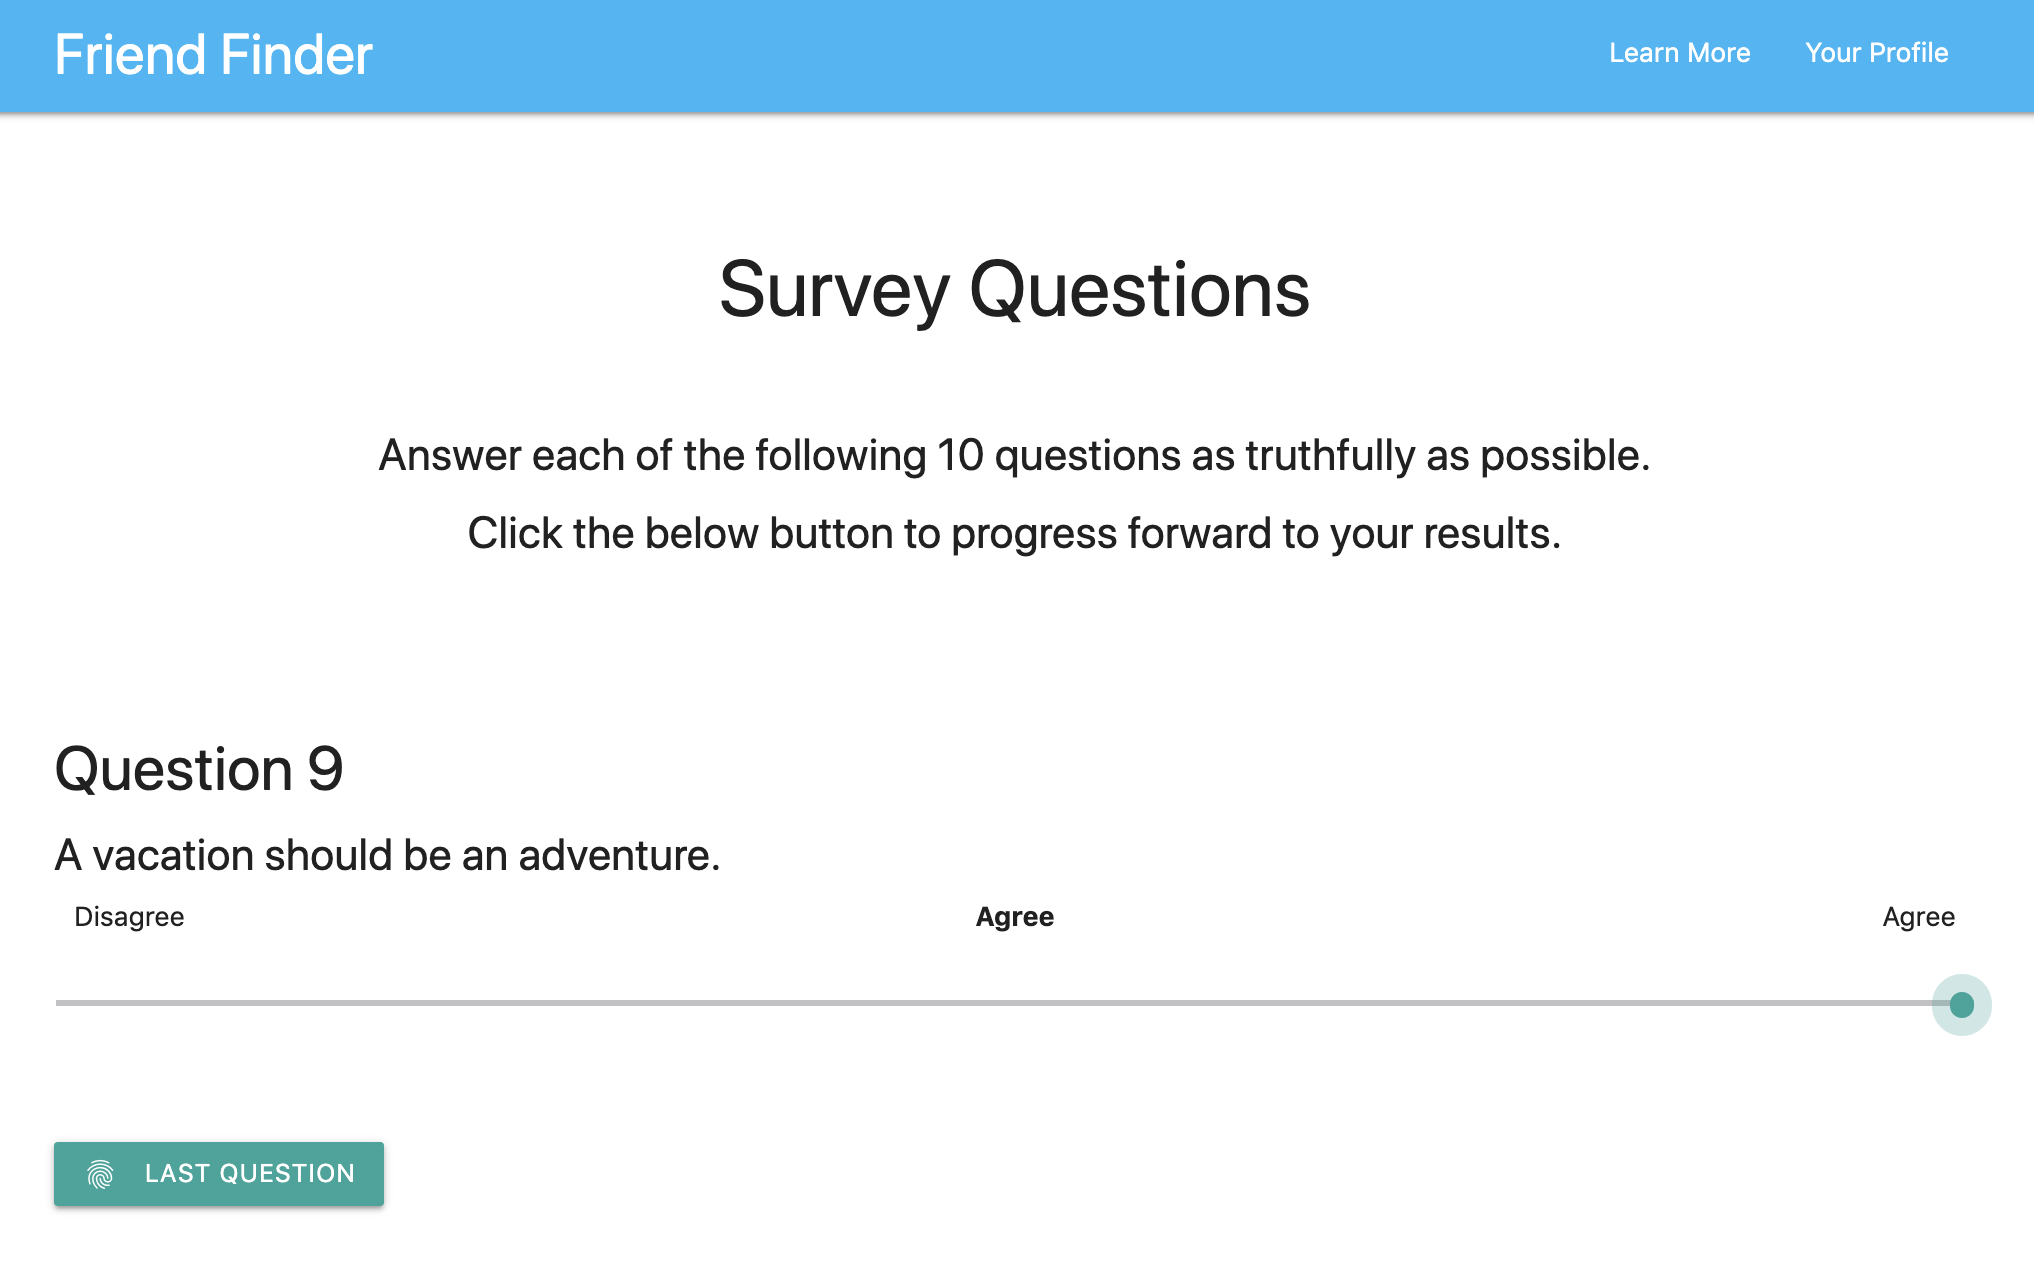 Friend Finder
Learn More
Your Profile
Survey Questions
Answer each of the following 10 questions as truthfully as possible.
Click the below button to progress forward to your results.
Question 9
A vacation should be an adventure.
Disagree
Agree
Agree
LAST QUESTION